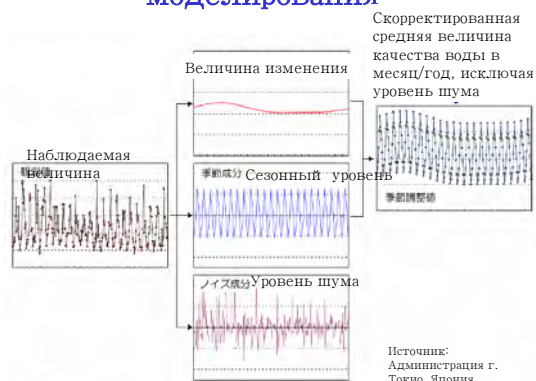 моделирования
Скорректированная
средняя величина
качества воды в
месяц/год, исключая
уровень шума
Величина изменения
Наблюдаемая
величина
季節成分 Сезонный уровень
季節調整値
ノイズ成分 Уровень шума
Источник:
Администрация г.
Токио, Япония